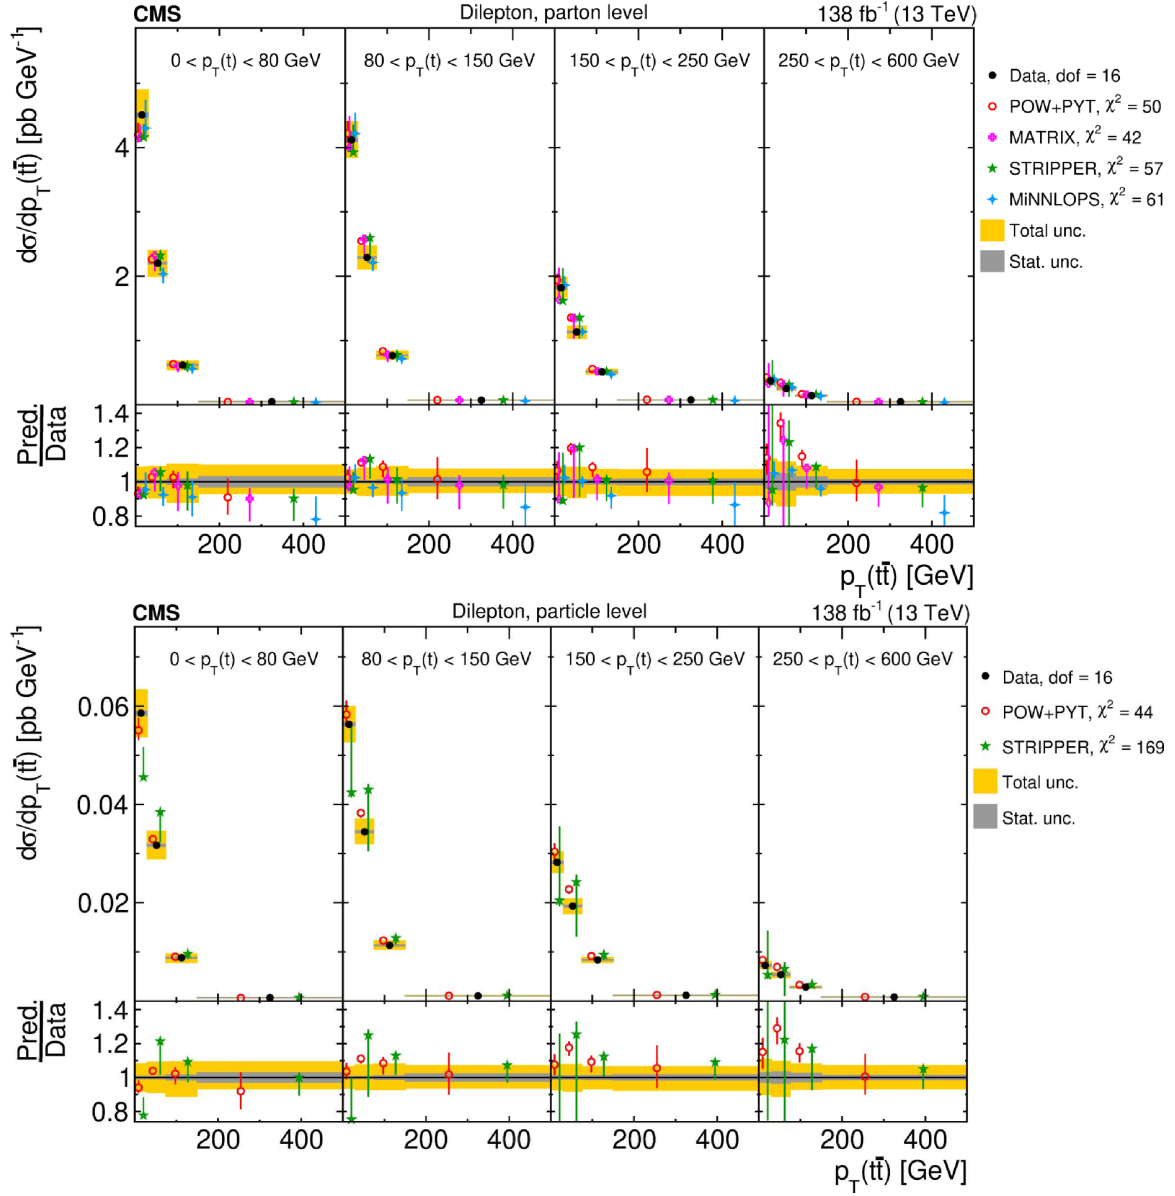 CMS Dilepton, parton level 138 fb⁻¹ (13 TeV)
0 < p_T(t) < 80 GeV 80 < p_T(t) < 150 GeV 150 < p_T(t) < 250 GeV 250 < p_T(t) < 600 GeV
dσ/dp_T(tt̄) [pb GeV⁻¹]
4
2
Data, dof = 16
POW+PYT, χ² = 50
MATRIX, χ² = 42
STRIPPER, χ² = 57
MiNNLOPS, χ² = 61
Total unc.
Stat. unc.
Pred.
Data
1.4
1.2
1
0.8
200 400 200 400 200 400 200 400
p_T(tt̄) [GeV]
CMS Dilepton, particle level 138 fb⁻¹ (13 TeV)
0 < p_T(t) < 80 GeV 80 < p_T(t) < 150 GeV 150 < p_T(t) < 250 GeV 250 < p_T(t) < 600 GeV
dσ/dp_T(tt̄) [pb GeV⁻¹]
0.06
0.04
0.02
Data, dof = 16
POW+PYT, χ² = 44
STRIPPER, χ² = 169
Total unc.
Stat. unc.
Pred.
Data
1.4
1.2
1
0.8
200 400 200 400 200 400 200 400
p_T(tt̄) [GeV]